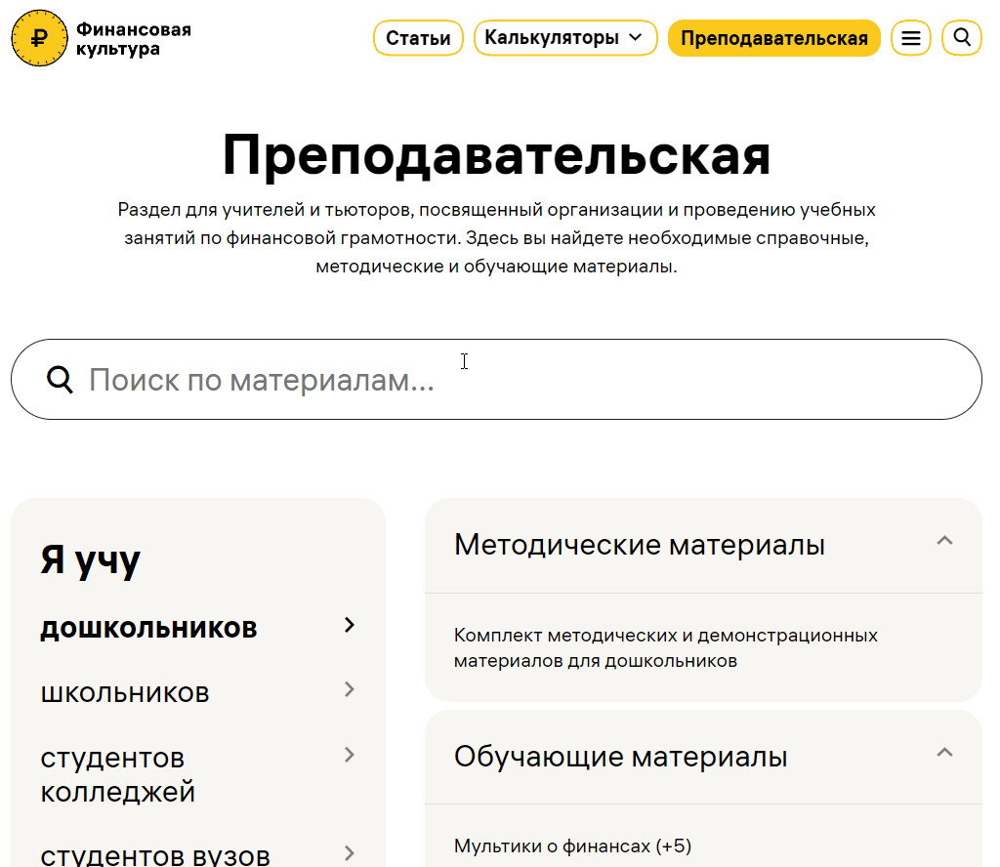 Финансовая
культура
Статьи
Калькуляторы
Преподавательская
Преподавательская
Раздел для учителей и тьюторов, посвященный организации и проведению учебных
занятий по финансовой грамотности. Здесь вы найдете необходимые справочные,
методические и обучающие материалы.
Поиск по материалам...
Я учу
дошкольников
школьников
студентов
колледжей
студентов вузов
Методические материалы
Комплект методических и демонстрационных
материалов для дошкольников
Обучающие материалы
Мультики о финансах (+5)